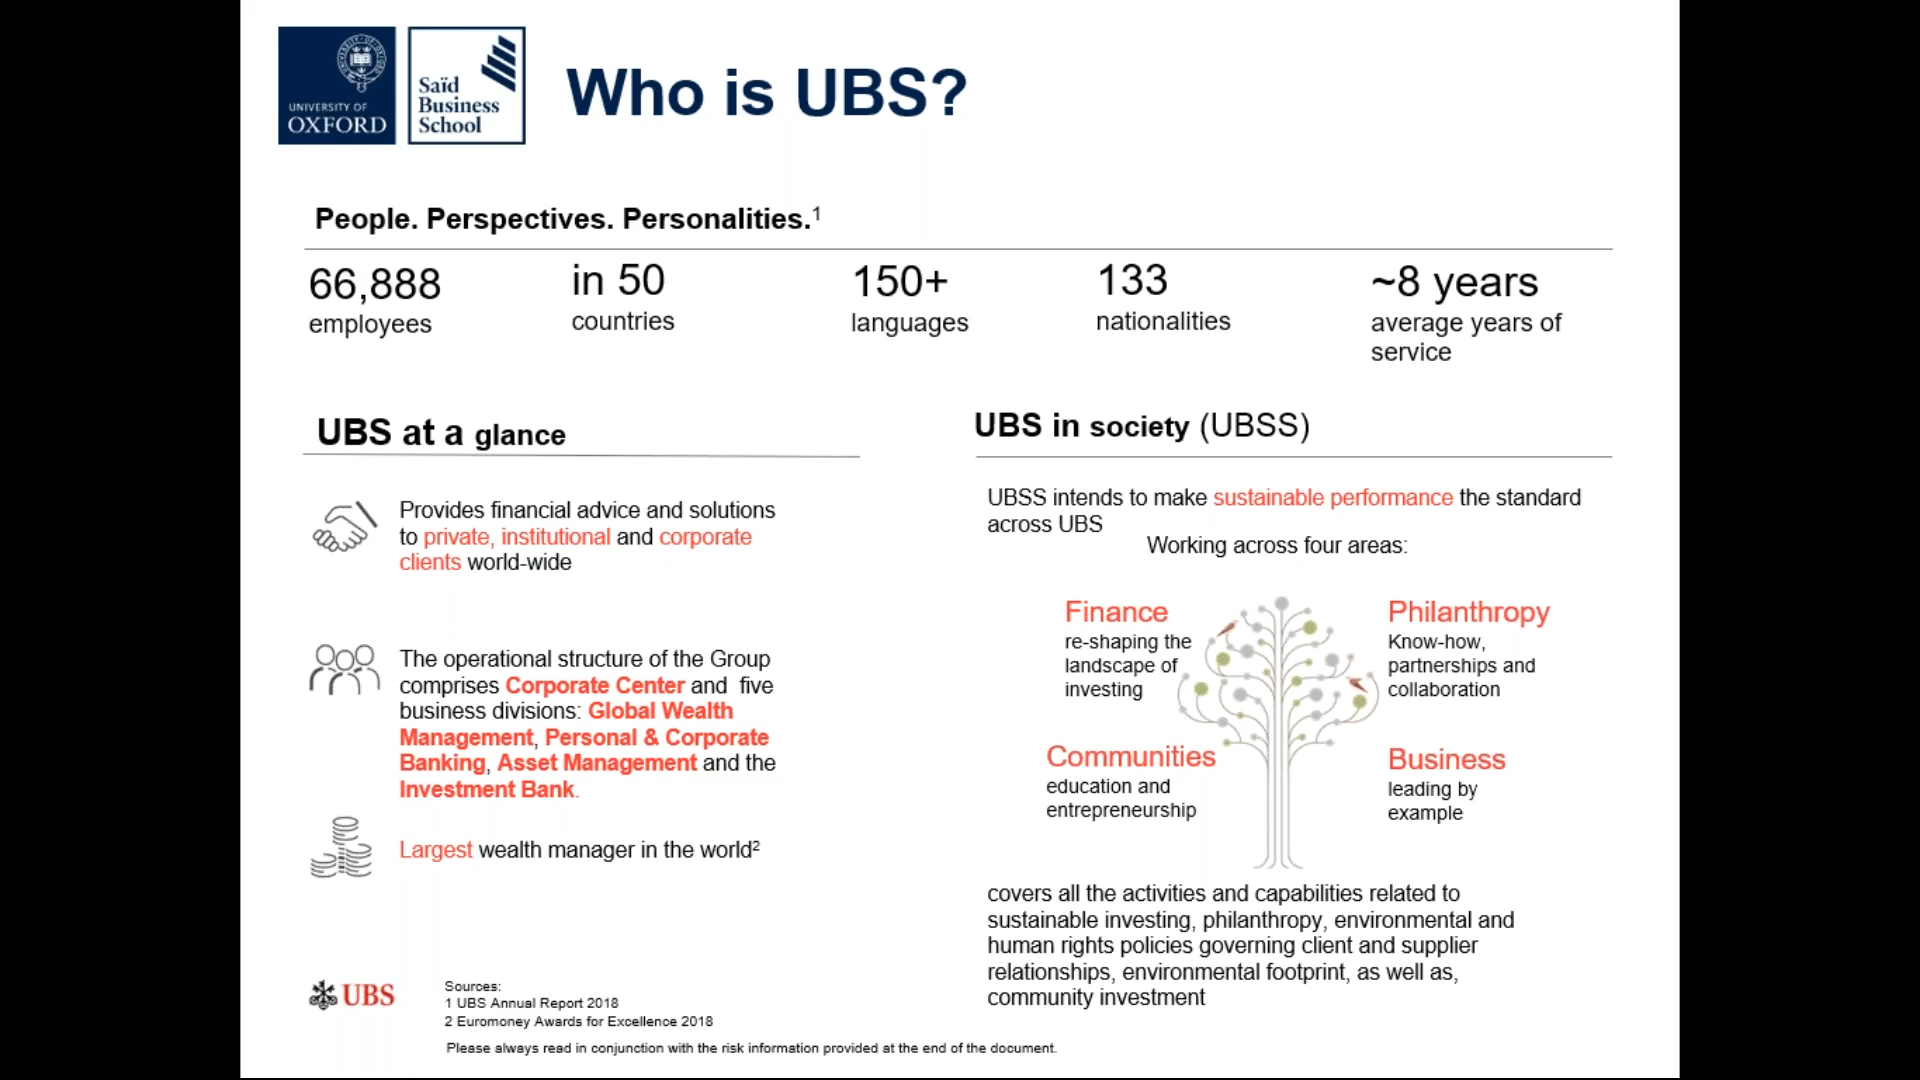 UNIVERSITY OF
OXFORD
Saïd
Business
School
Who is UBS?
People. Perspectives. Personalities.¹
66,888
employees
in 50
countries
150+
languages
133
nationalities
~8 years
average years of
service
UBS at a glance
Provides financial advice and solutions
to private, institutional and corporate
clients world-wide
The operational structure of the Group
comprises Corporate Center and five
business divisions: Global Wealth
Management, Personal & Corporate
Banking, Asset Management and the
Investment Bank.
Largest wealth manager in the world²
UBS in society (UBSS)
UBSS intends to make sustainable performance the standard
across UBS
Working across four areas:
Finance
re-shaping the
landscape of
investing
Philanthropy
Know-how,
partnerships and
collaboration
Communities
education and
entrepreneurship
Business
leading by
example
covers all the activities and capabilities related to
sustainable investing, philanthropy, environmental and
human rights policies governing client and supplier
relationships, environmental footprint, as well as,
community investment
UBS
Sources:
1 UBS Annual Report 2018
2 Euromoney Awards for Excellence 2018
Please always read in conjunction with the risk information provided at the end of the document.